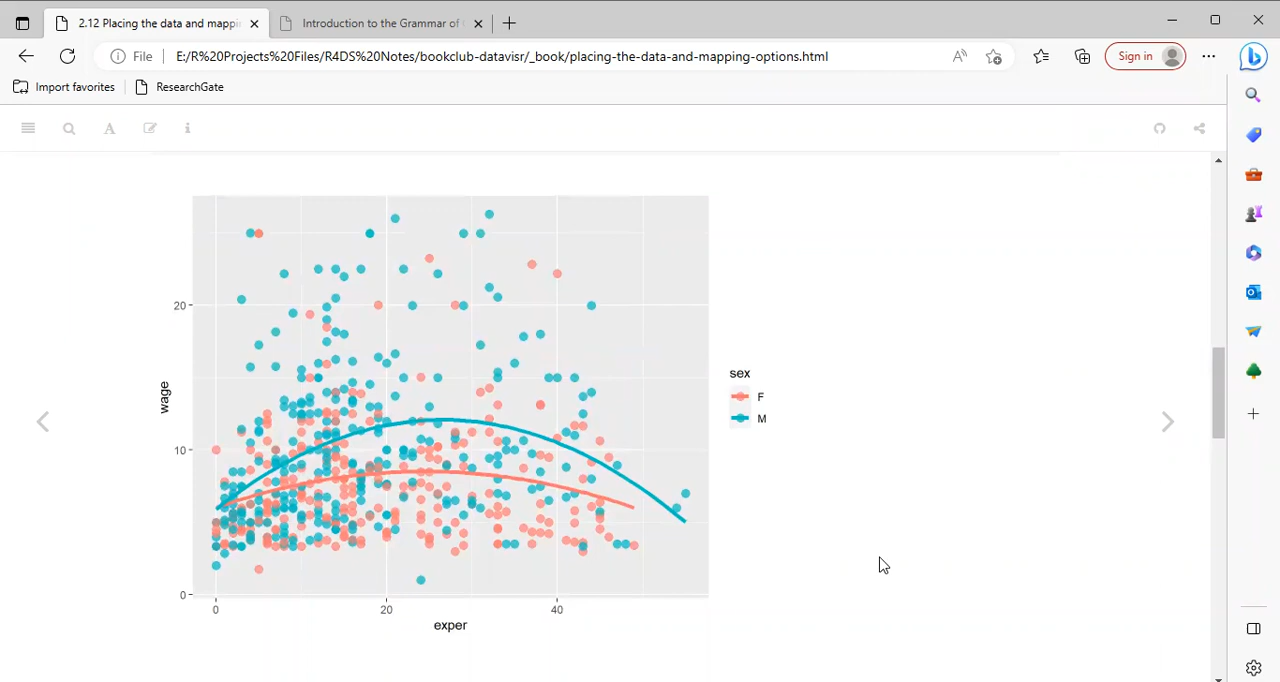 2.12 Placing the data and mappi
Introduction to the Grammar of
File
E:/R%20Projects%20Files/R4DS%20Notes/bookclub-datavisr/_book/placing-the-data-and-mapping-options.html
Sign in
Import favorites
ResearchGate
A
i
wage
20
10
0
0
20
40
exper
sex
F
M